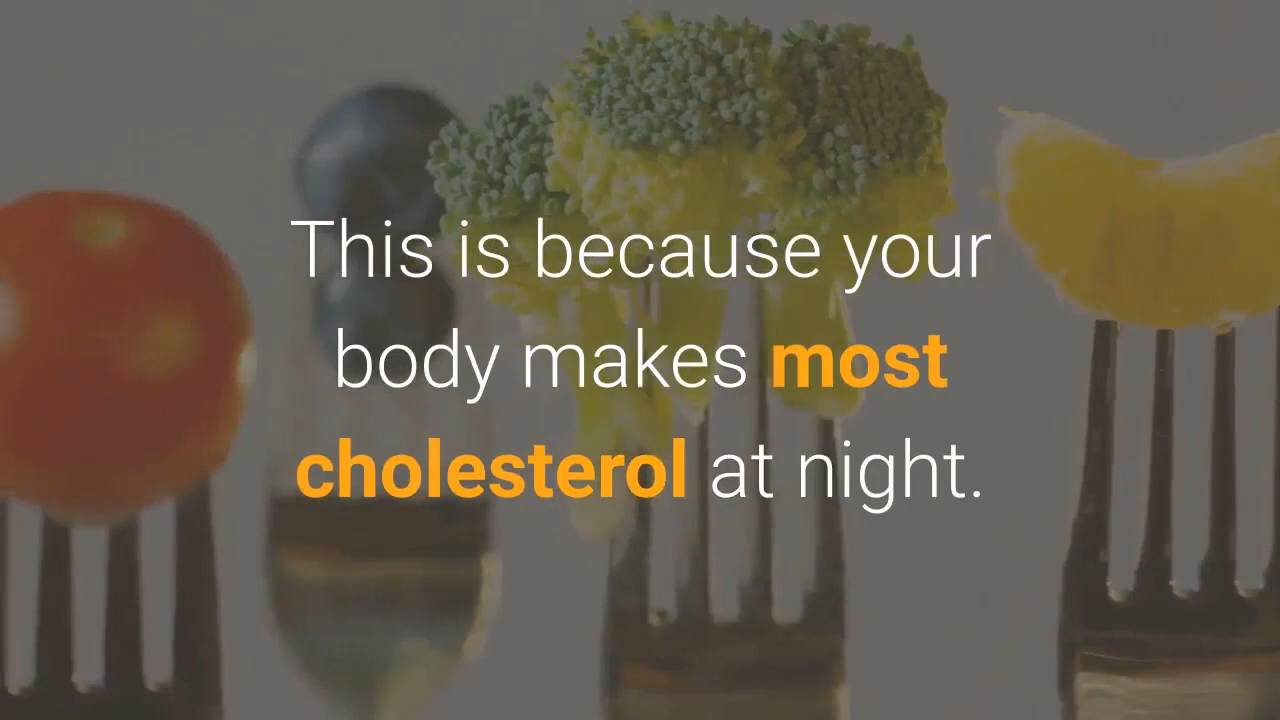 This is because your
body makes most
cholesterol at night.